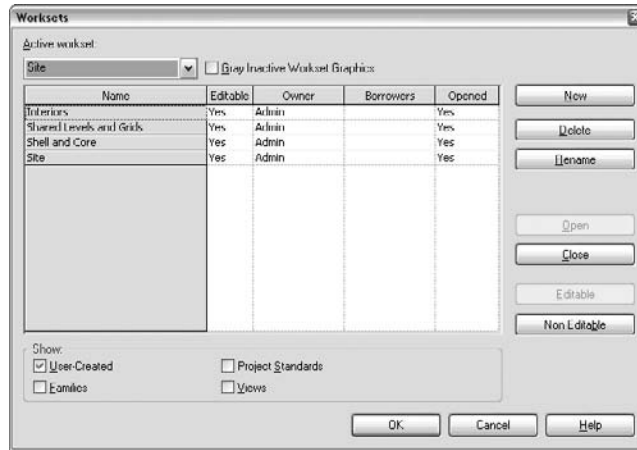 Worksets
Active workset:
Site
Gray Inactive Workset Graphics
Name Editable Owner Borrowers Opened
Interiors Yes Admin Yes
Shared Levels and Grids Yes Admin Yes
Shell and Core Yes Admin Yes
Site Yes Admin Yes
New
Delete
Rename
Open
Close
Editable
Non Editable
Show:
User-Created
Project Standards
Families
Views
OK
Cancel
Help